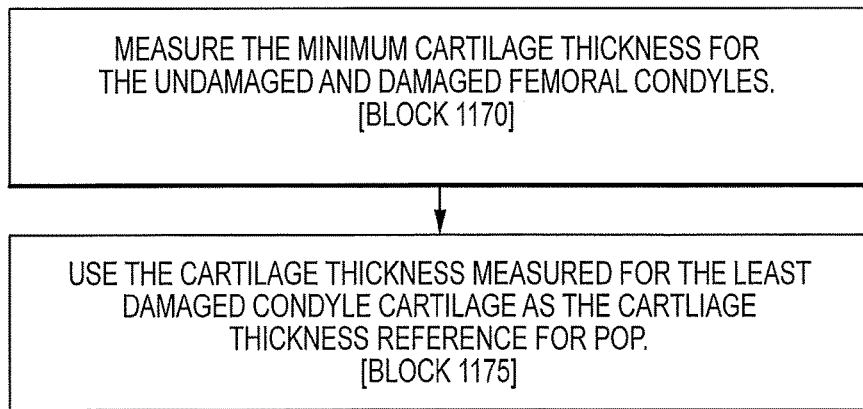 MEASURE THE MINIMUM CARTILAGE THICKNESS FOR
THE UNDAMAGED AND DAMAGED FEMORAL CONDYLES.
[BLOCK 1170]
USE THE CARTILAGE THICKNESS MEASURED FOR THE LEAST
DAMAGED CONDYLE CARTILAGE AS THE CARTLIAGE
THICKNESS REFERENCE FOR POP.
[BLOCK 1175]